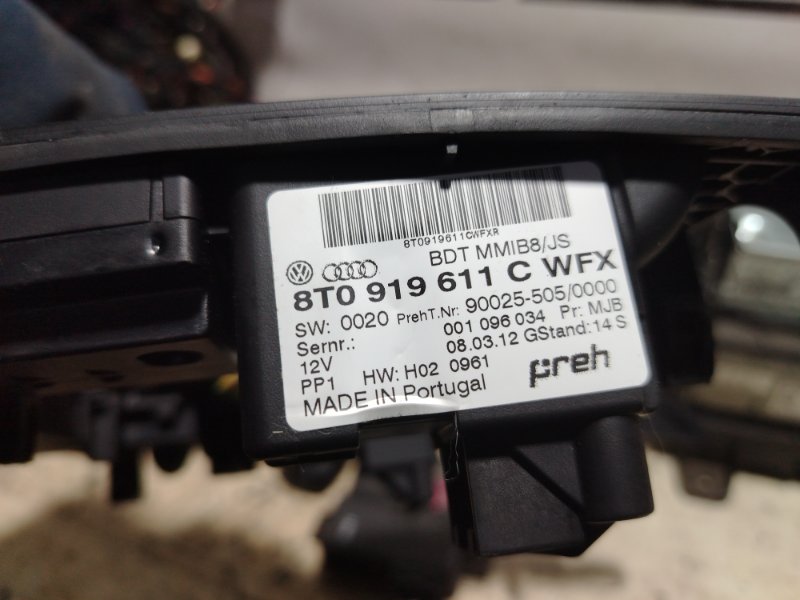 8T0919611CWFXR
BDT MMIB8/JS
8T0 919 611 C WFX
SW: 0020 PrehT.Nr: 90025-505/0000
Sernr.: 001 096 034 Pr: MJB
12V 08.03.12 GStand: 14 S
PP1 HW: H02 0961
MADE IN Portugal
preh